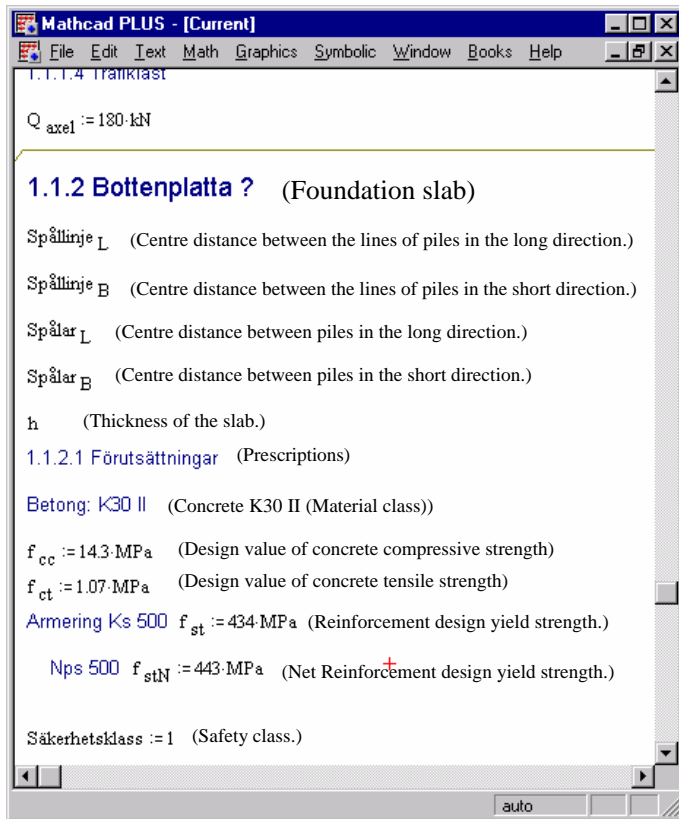 Mathcad PLUS - [Current]
File Edit Text Math Graphics Symbolic Window Books Help
1.1.1.4 Trafiklast
Q axel := 180·kN
1.1.2 Bottenplatta ? (Foundation slab)
Spållinje L (Centre distance between the lines of piles in the long direction.)
Spållinje B (Centre distance between the lines of piles in the short direction.)
Spålar L (Centre distance between piles in the long direction.)
Spålar B (Centre distance between piles in the short direction.)
h (Thickness of the slab.)
1.1.2.1 Förutsättningar (Prescriptions)
Betong: K30 II (Concrete K30 II (Material class))
f cc := 14.3·MPa (Design value of concrete compressive strength)
f ct := 1.07·MPa (Design value of concrete tensile strength)
Armering Ks 500 f st := 434·MPa (Reinforcement design yield strength.)
Nps 500 f stN := 443·MPa (Net Reinforcement design yield strength.)
Säkerhetsklass := 1 (Safety class.)
auto